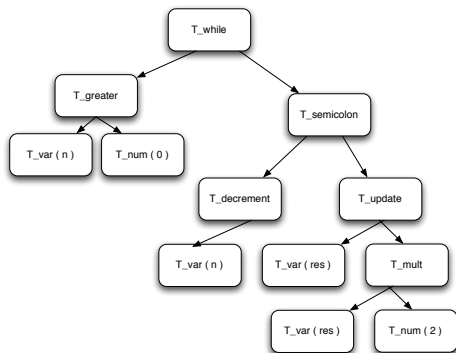 T_while
T_greater
T_semicolon
T_var ( n )
T_num ( 0 )
T_decrement
T_update
T_var ( n )
T_var ( res )
T_mult
T_var ( res )
T_num ( 2 )